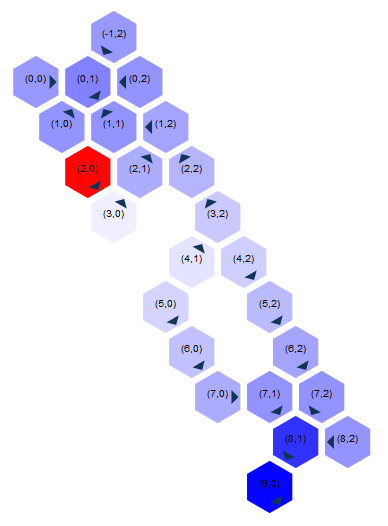 (-1,2)
(0,0) (0,1) (0,2)
(1,0) (1,1) (1,2)
(2,0) (2,1) (2,2)
(3,0) (3,2)
(4,1) (4,2)
(5,0) (5,2)
(6,0) (6,2)
(7,0) (7,1) (7,2)
(8,1) (8,2)
(9,0)